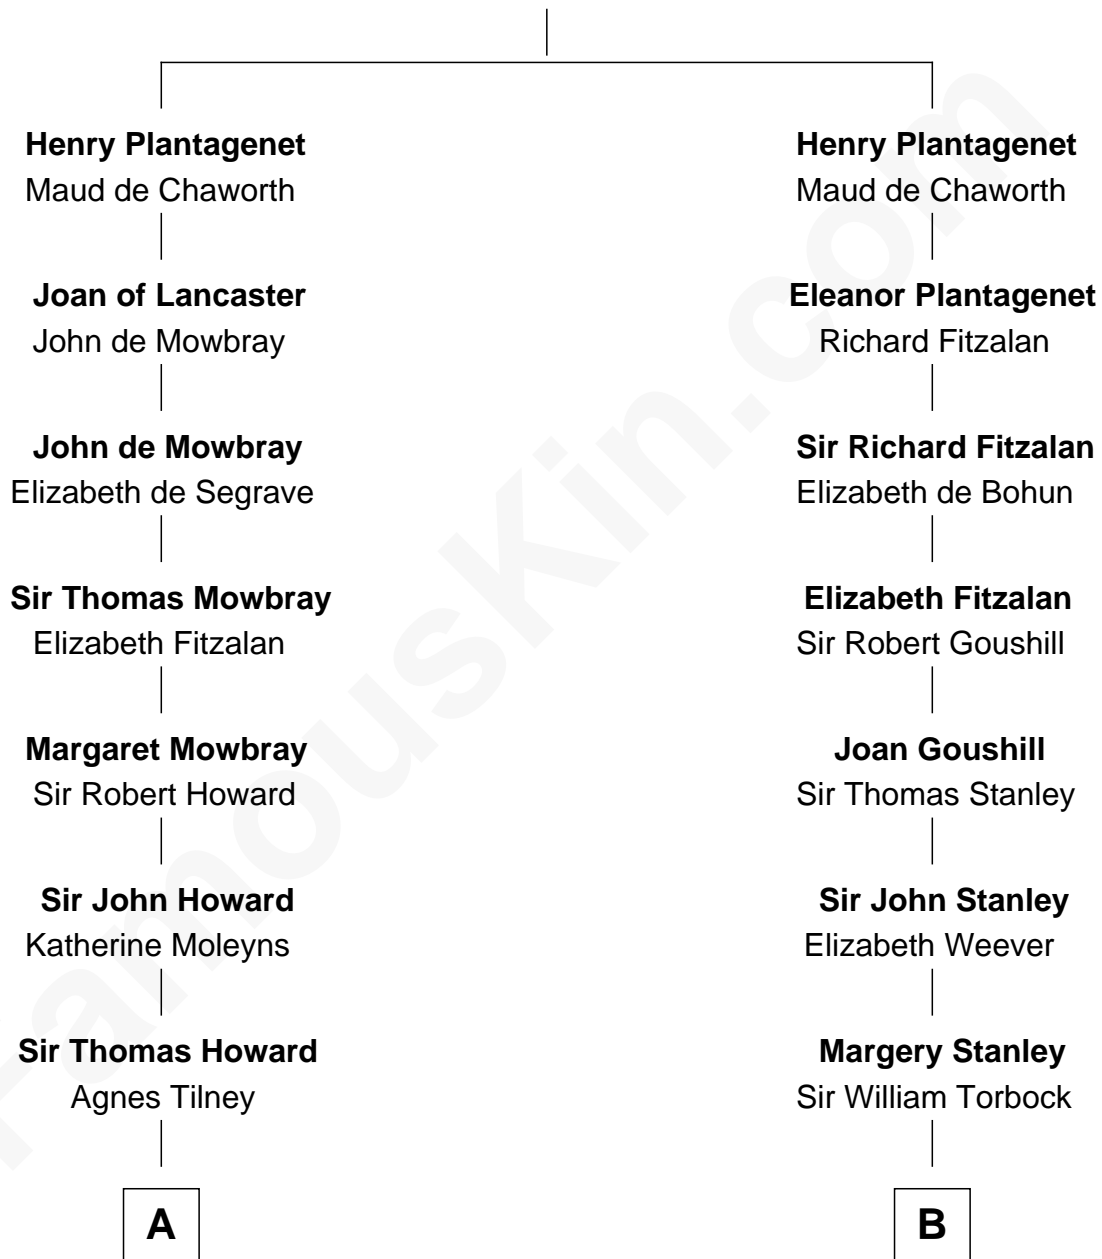 Henry Plantagenet
Maud de Chaworth
Joan of Lancaster
John de Mowbray
John de Mowbray
Elizabeth de Segrave
Sir Thomas Mowbray
Elizabeth Fitzalan
Margaret Mowbray
Sir Robert Howard
Sir John Howard
Katherine Moleyns
Sir Thomas Howard
Agnes Tilney
A
Henry Plantagenet
Maud de Chaworth
Eleanor Plantagenet
Richard Fitzalan
Sir Richard Fitzalan
Elizabeth de Bohun
Elizabeth Fitzalan
Sir Robert Goushill
Joan Goushill
Sir Thomas Stanley
Sir John Stanley
Elizabeth Weever
Margery Stanley
Sir William Torbock
B
FamousKin.com